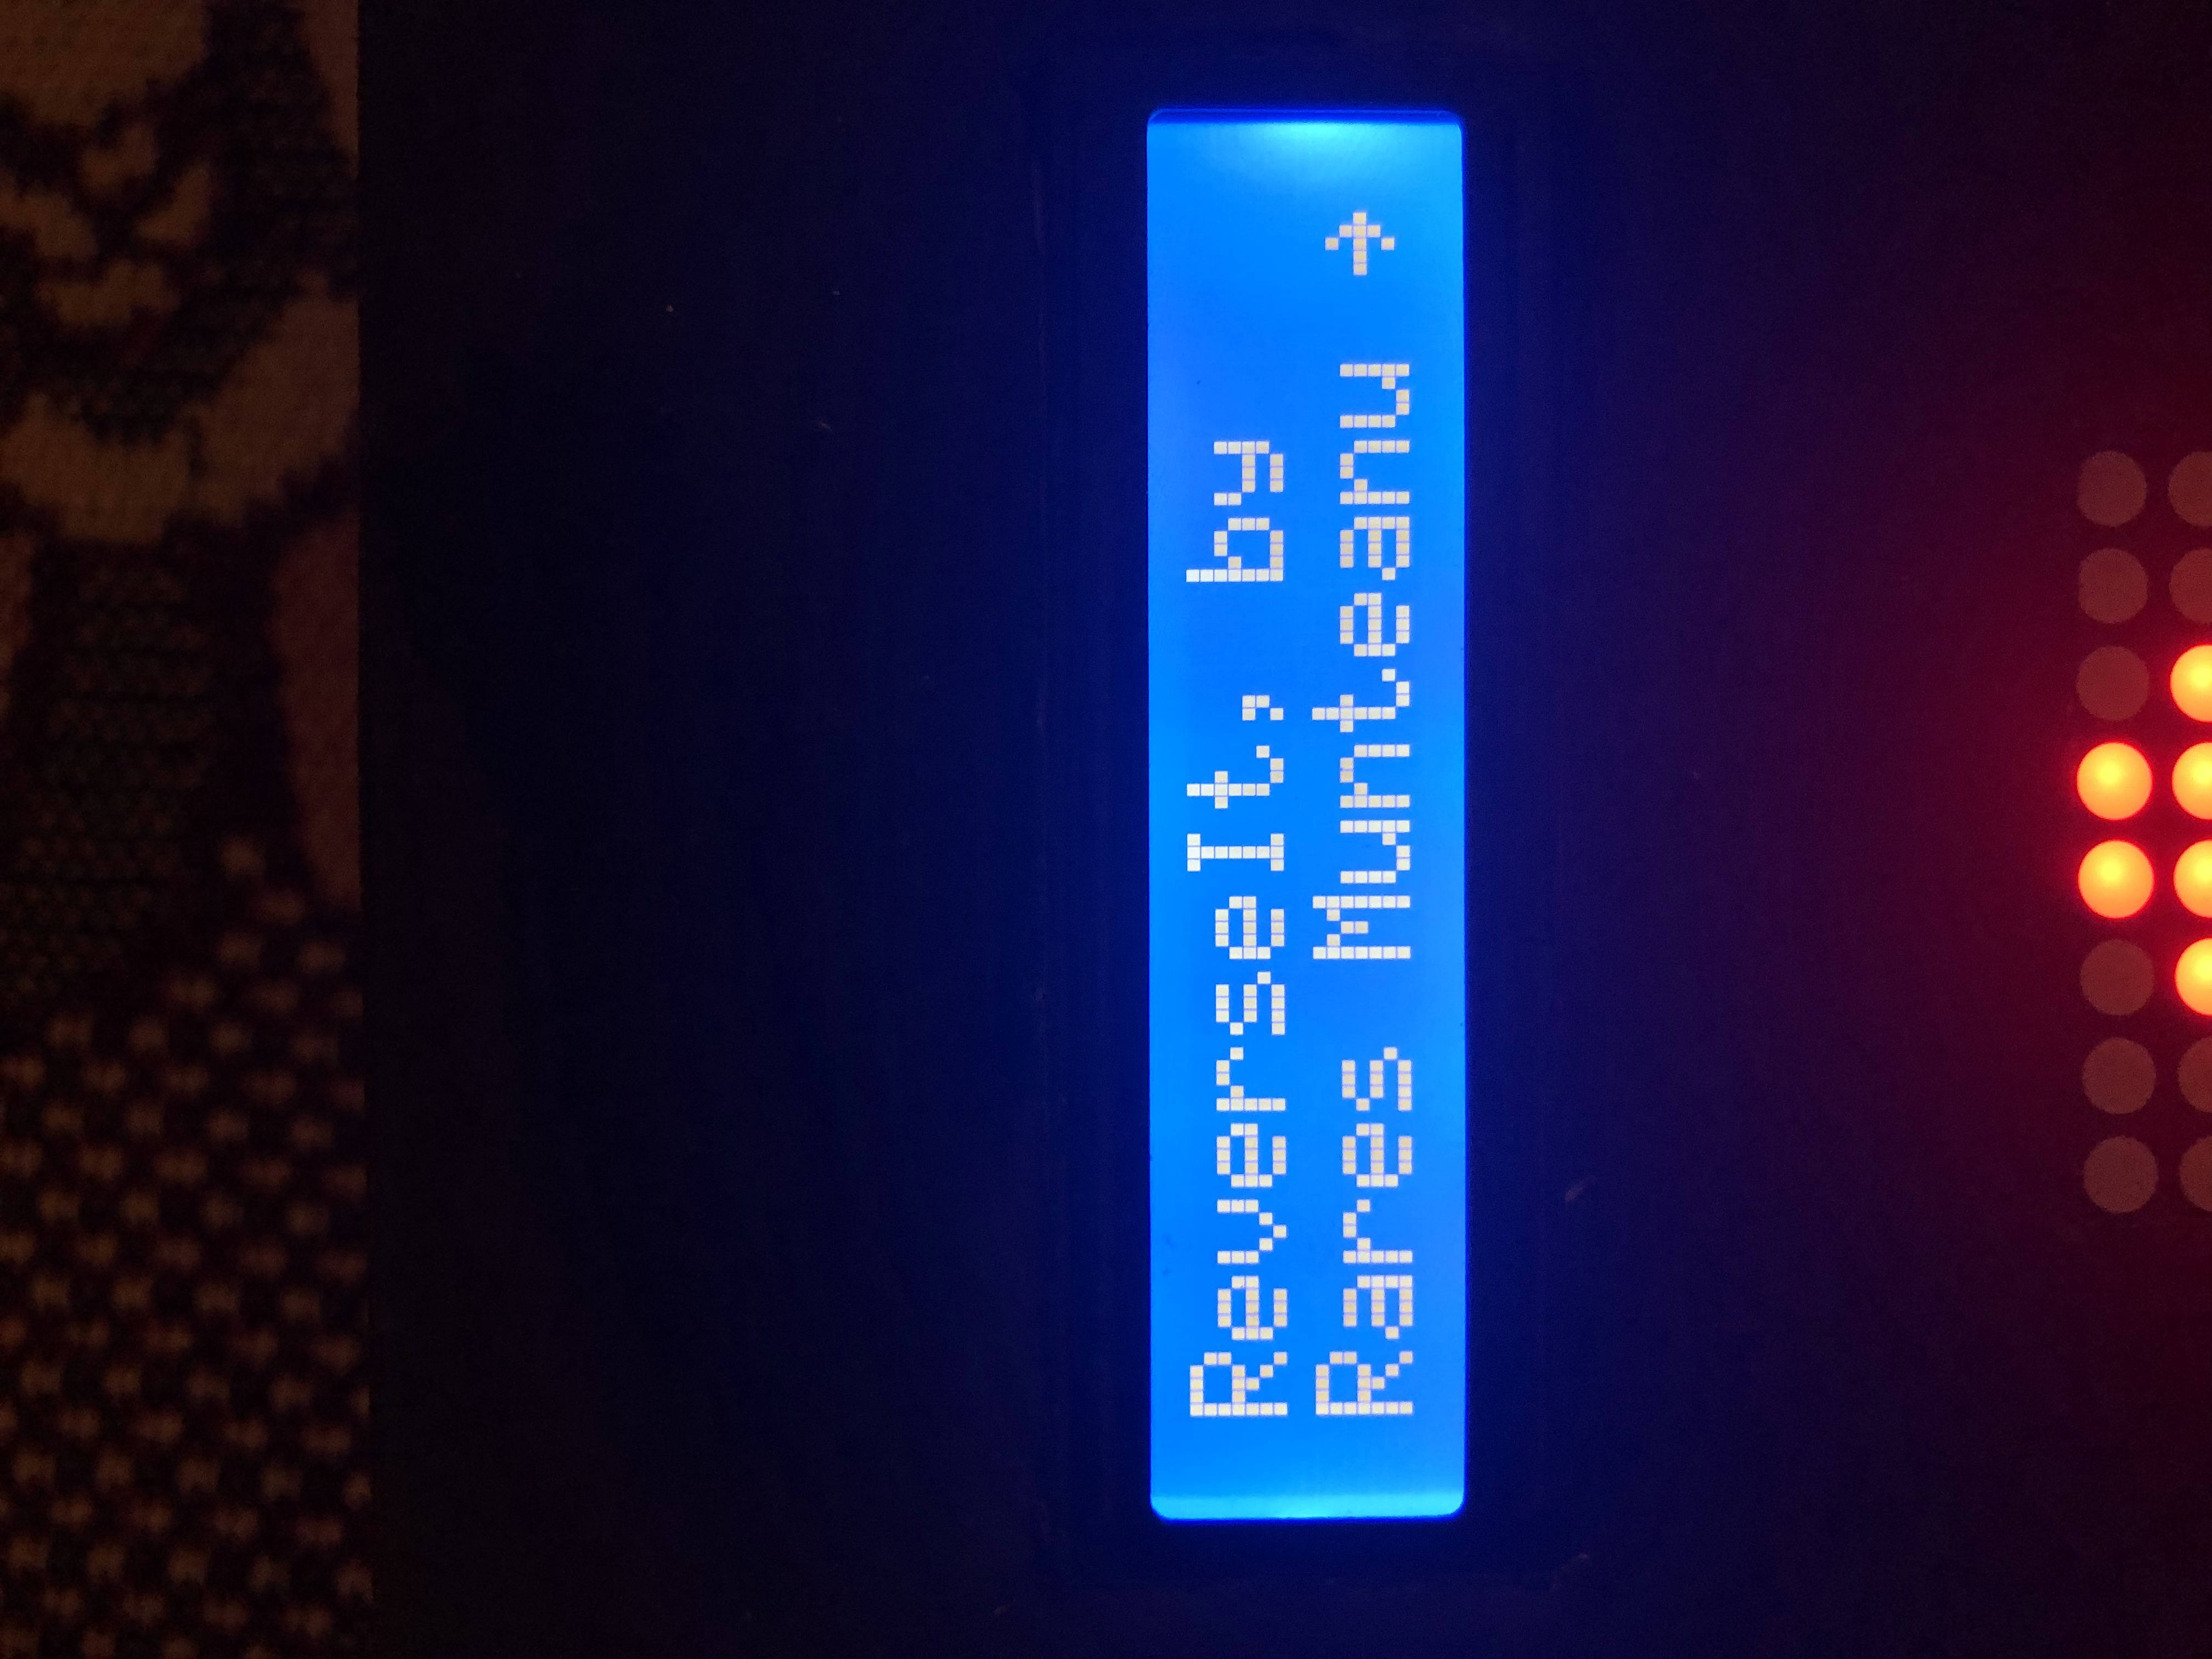 ReverseIt, by
Rares Munteanu →